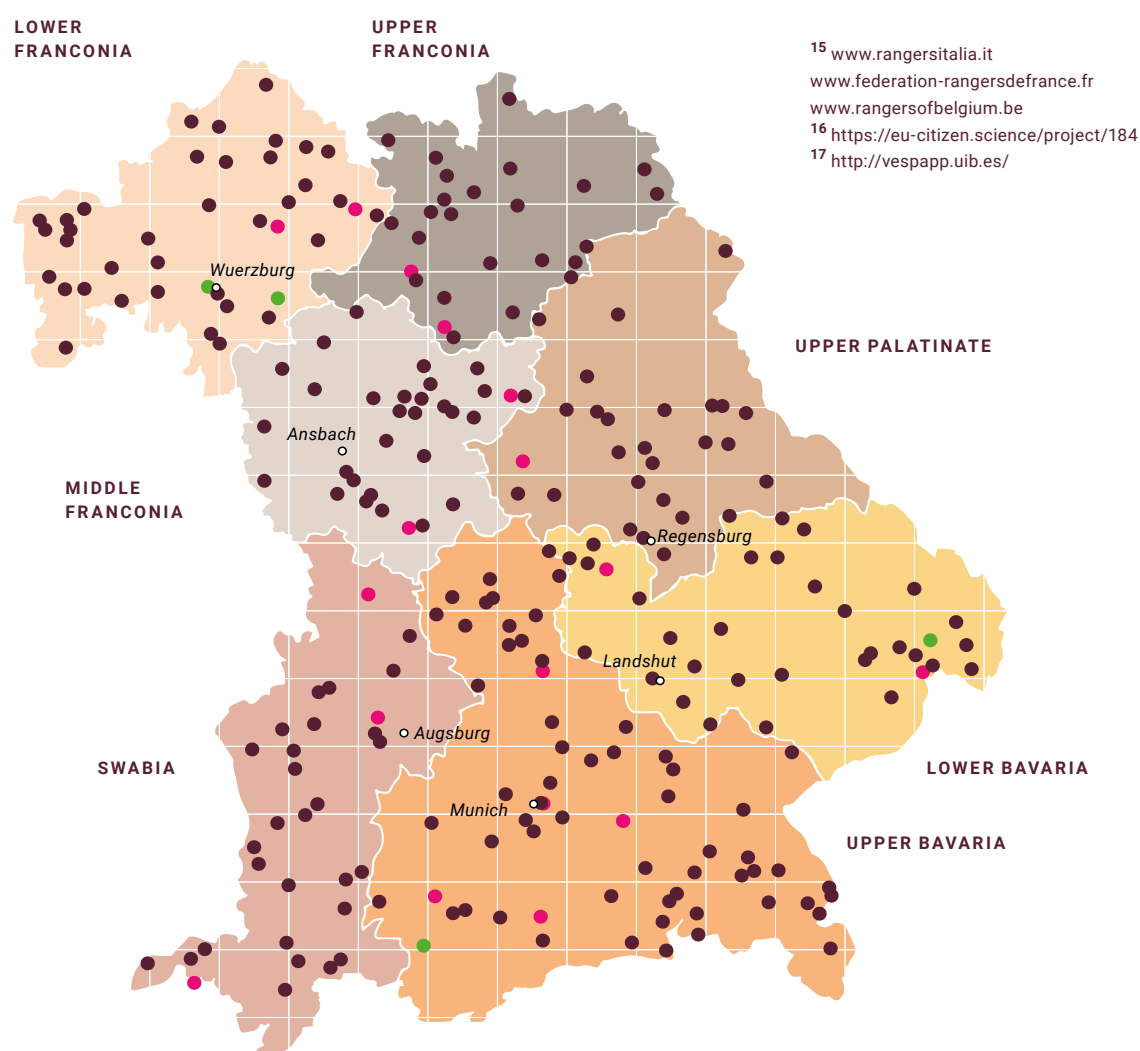 LOWER
FRANCONIA
UPPER
FRANCONIA
15 www.rangersitalia.it
www.federation-rangersdefrance.fr
www.rangersofbelgium.be
16 https://eu-citizen.science/project/184
17 http://vespapp.uib.es/
Wuerzburg
UPPER PALATINATE
Ansbach
MIDDLE
FRANCONIA
Regensburg
Landshut
Augsburg
SWABIA
LOWER BAVARIA
Munich
UPPER BAVARIA